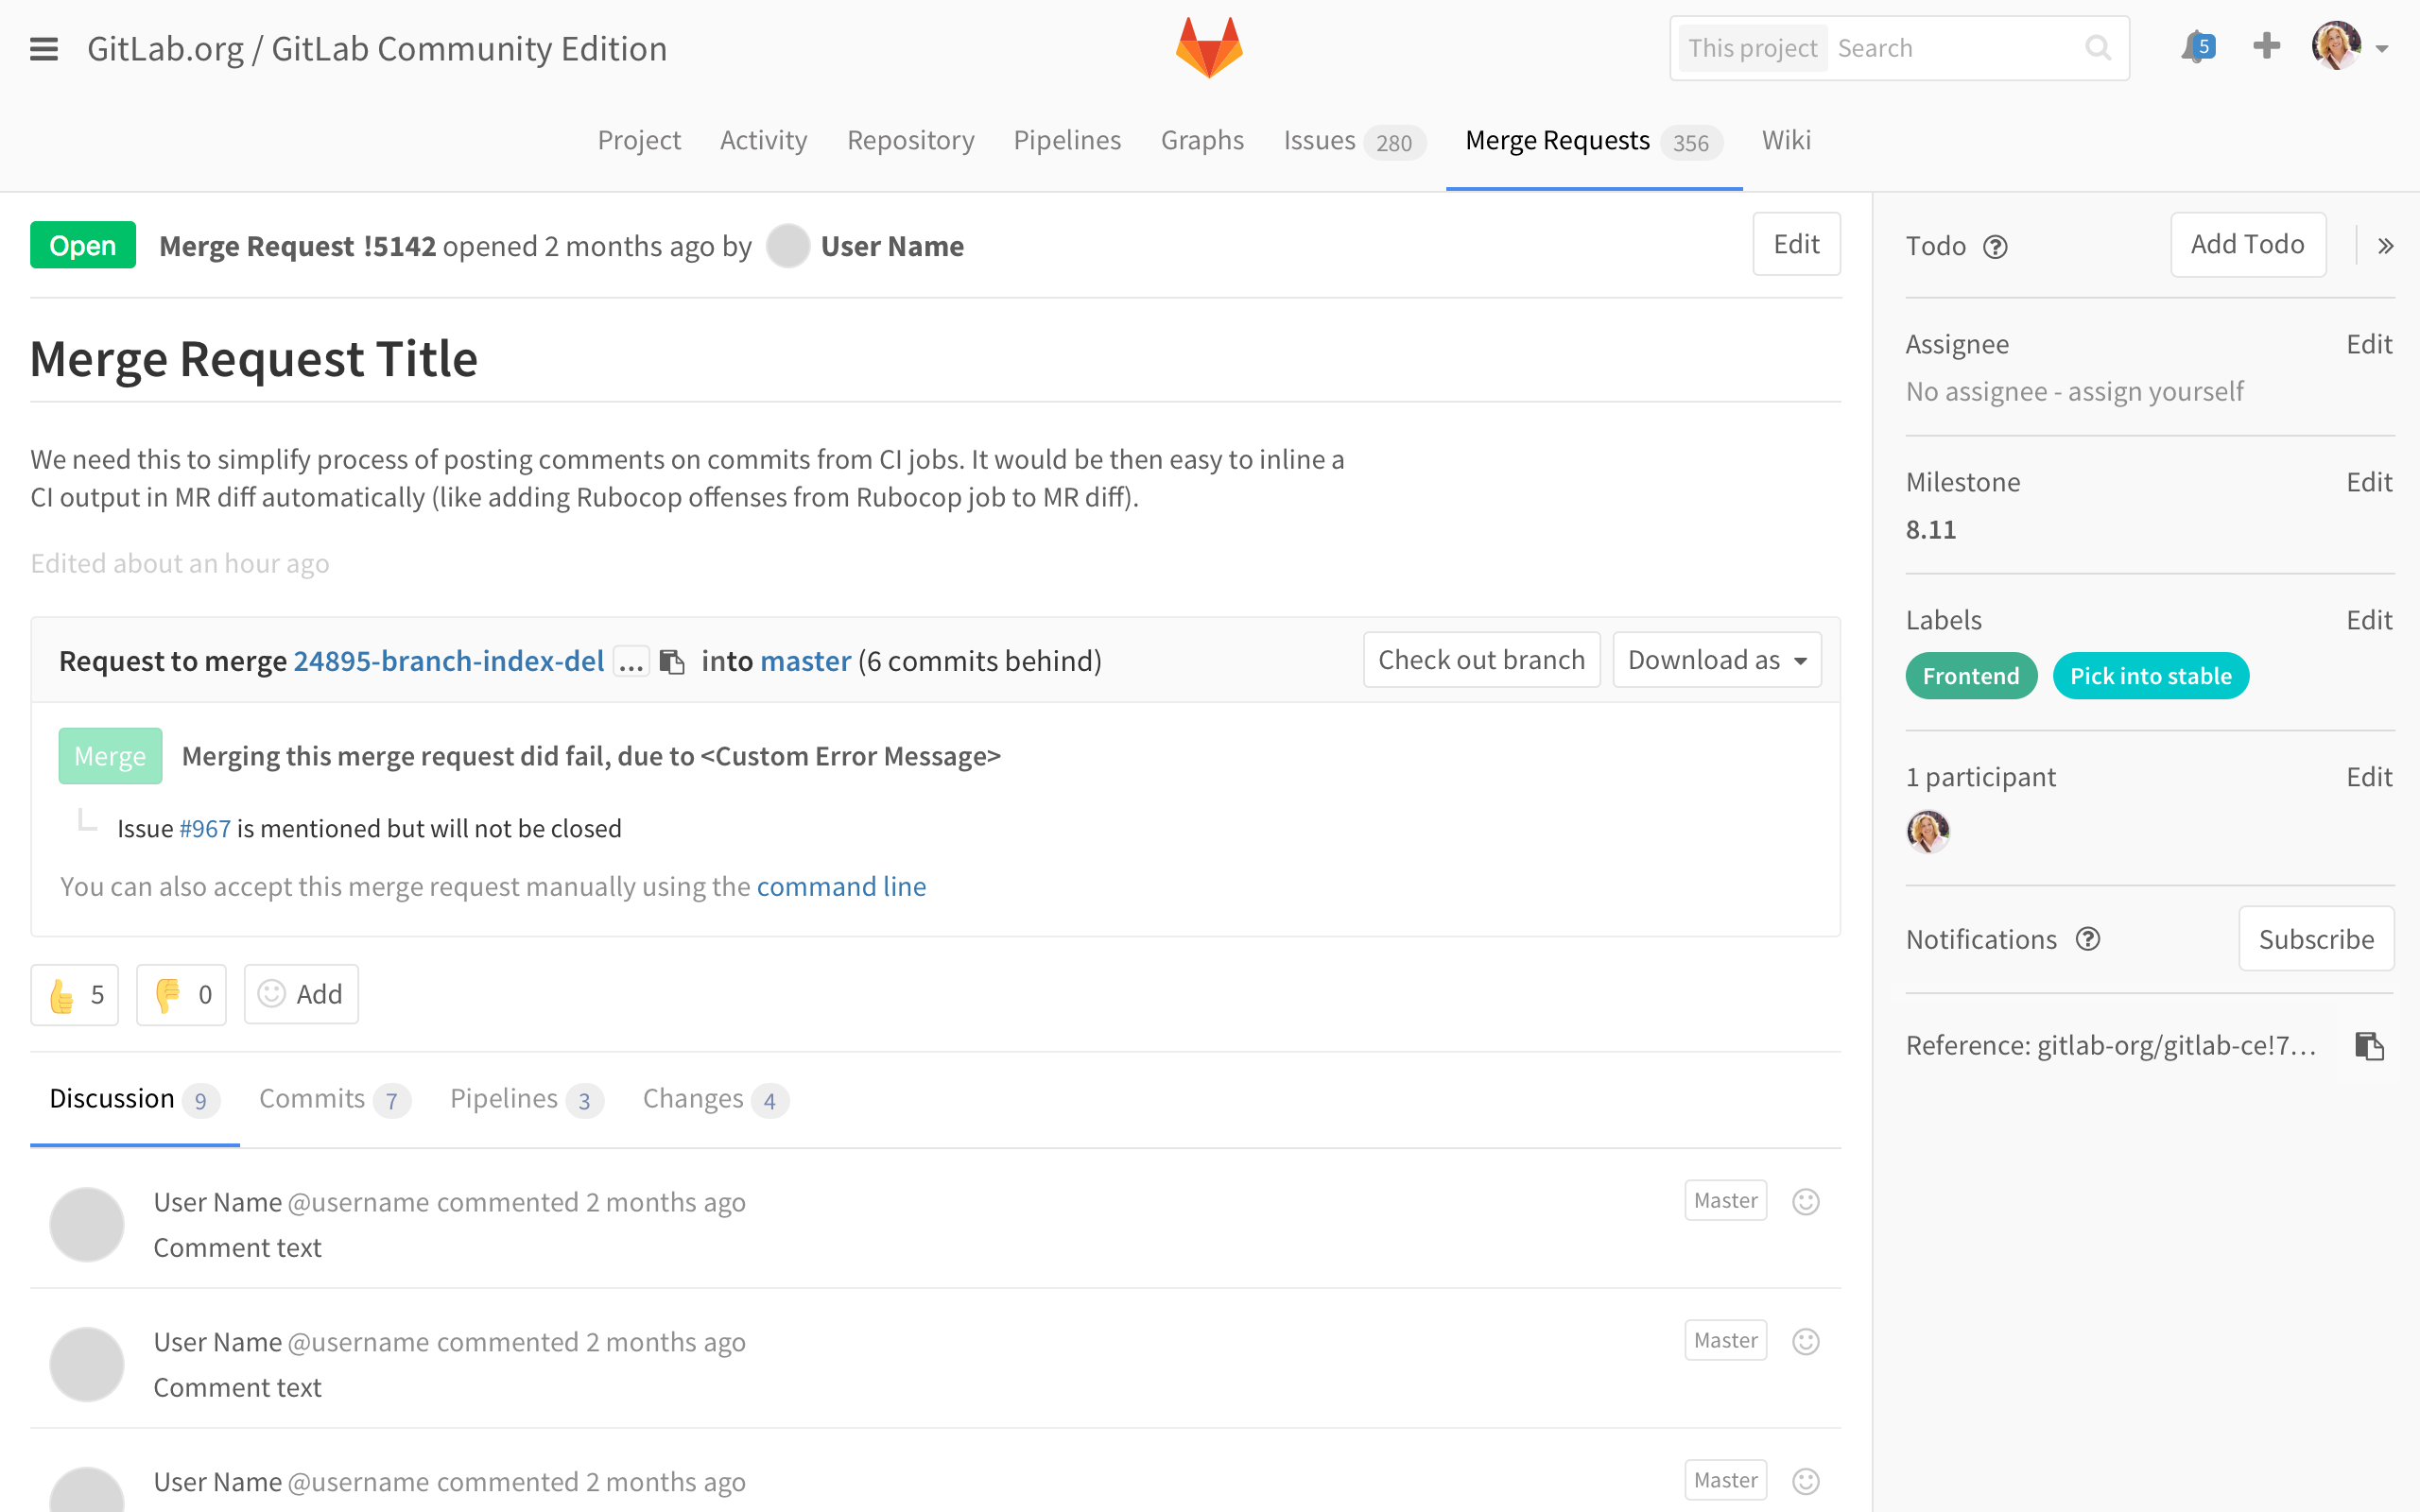 GitLab.org / GitLab Community Edition
This project Search
5
Project Activity Repository Pipelines Graphs Issues 280 Merge Requests 356 Wiki
Open Merge Request !5142 opened 2 months ago by User Name Edit
Merge Request Title
We need this to simplify process of posting comments on commits from CI jobs. It would be then easy to inline a
CI output in MR diff automatically (like adding Rubocop offenses from Rubocop job to MR diff).
Edited about an hour ago
Request to merge 24895-branch-index-del ... into master (6 commits behind) Check out branch Download as
Merge Merging this merge request did fail, due to <Custom Error Message>
Issue #967 is mentioned but will not be closed
You can also accept this merge request manually using the command line
5 0 Add
Discussion 9 Commits 7 Pipelines 3 Changes 4
User Name @username commented 2 months ago Master
Comment text
User Name @username commented 2 months ago Master
Comment text
User Name @username commented 2 months ago Master
Todo Add Todo
Assignee Edit
No assignee - assign yourself
Milestone Edit
8.11
Labels Edit
Frontend Pick into stable
1 participant Edit
Notifications Subscribe
Reference: gitlab-org/gitlab-ce!7...